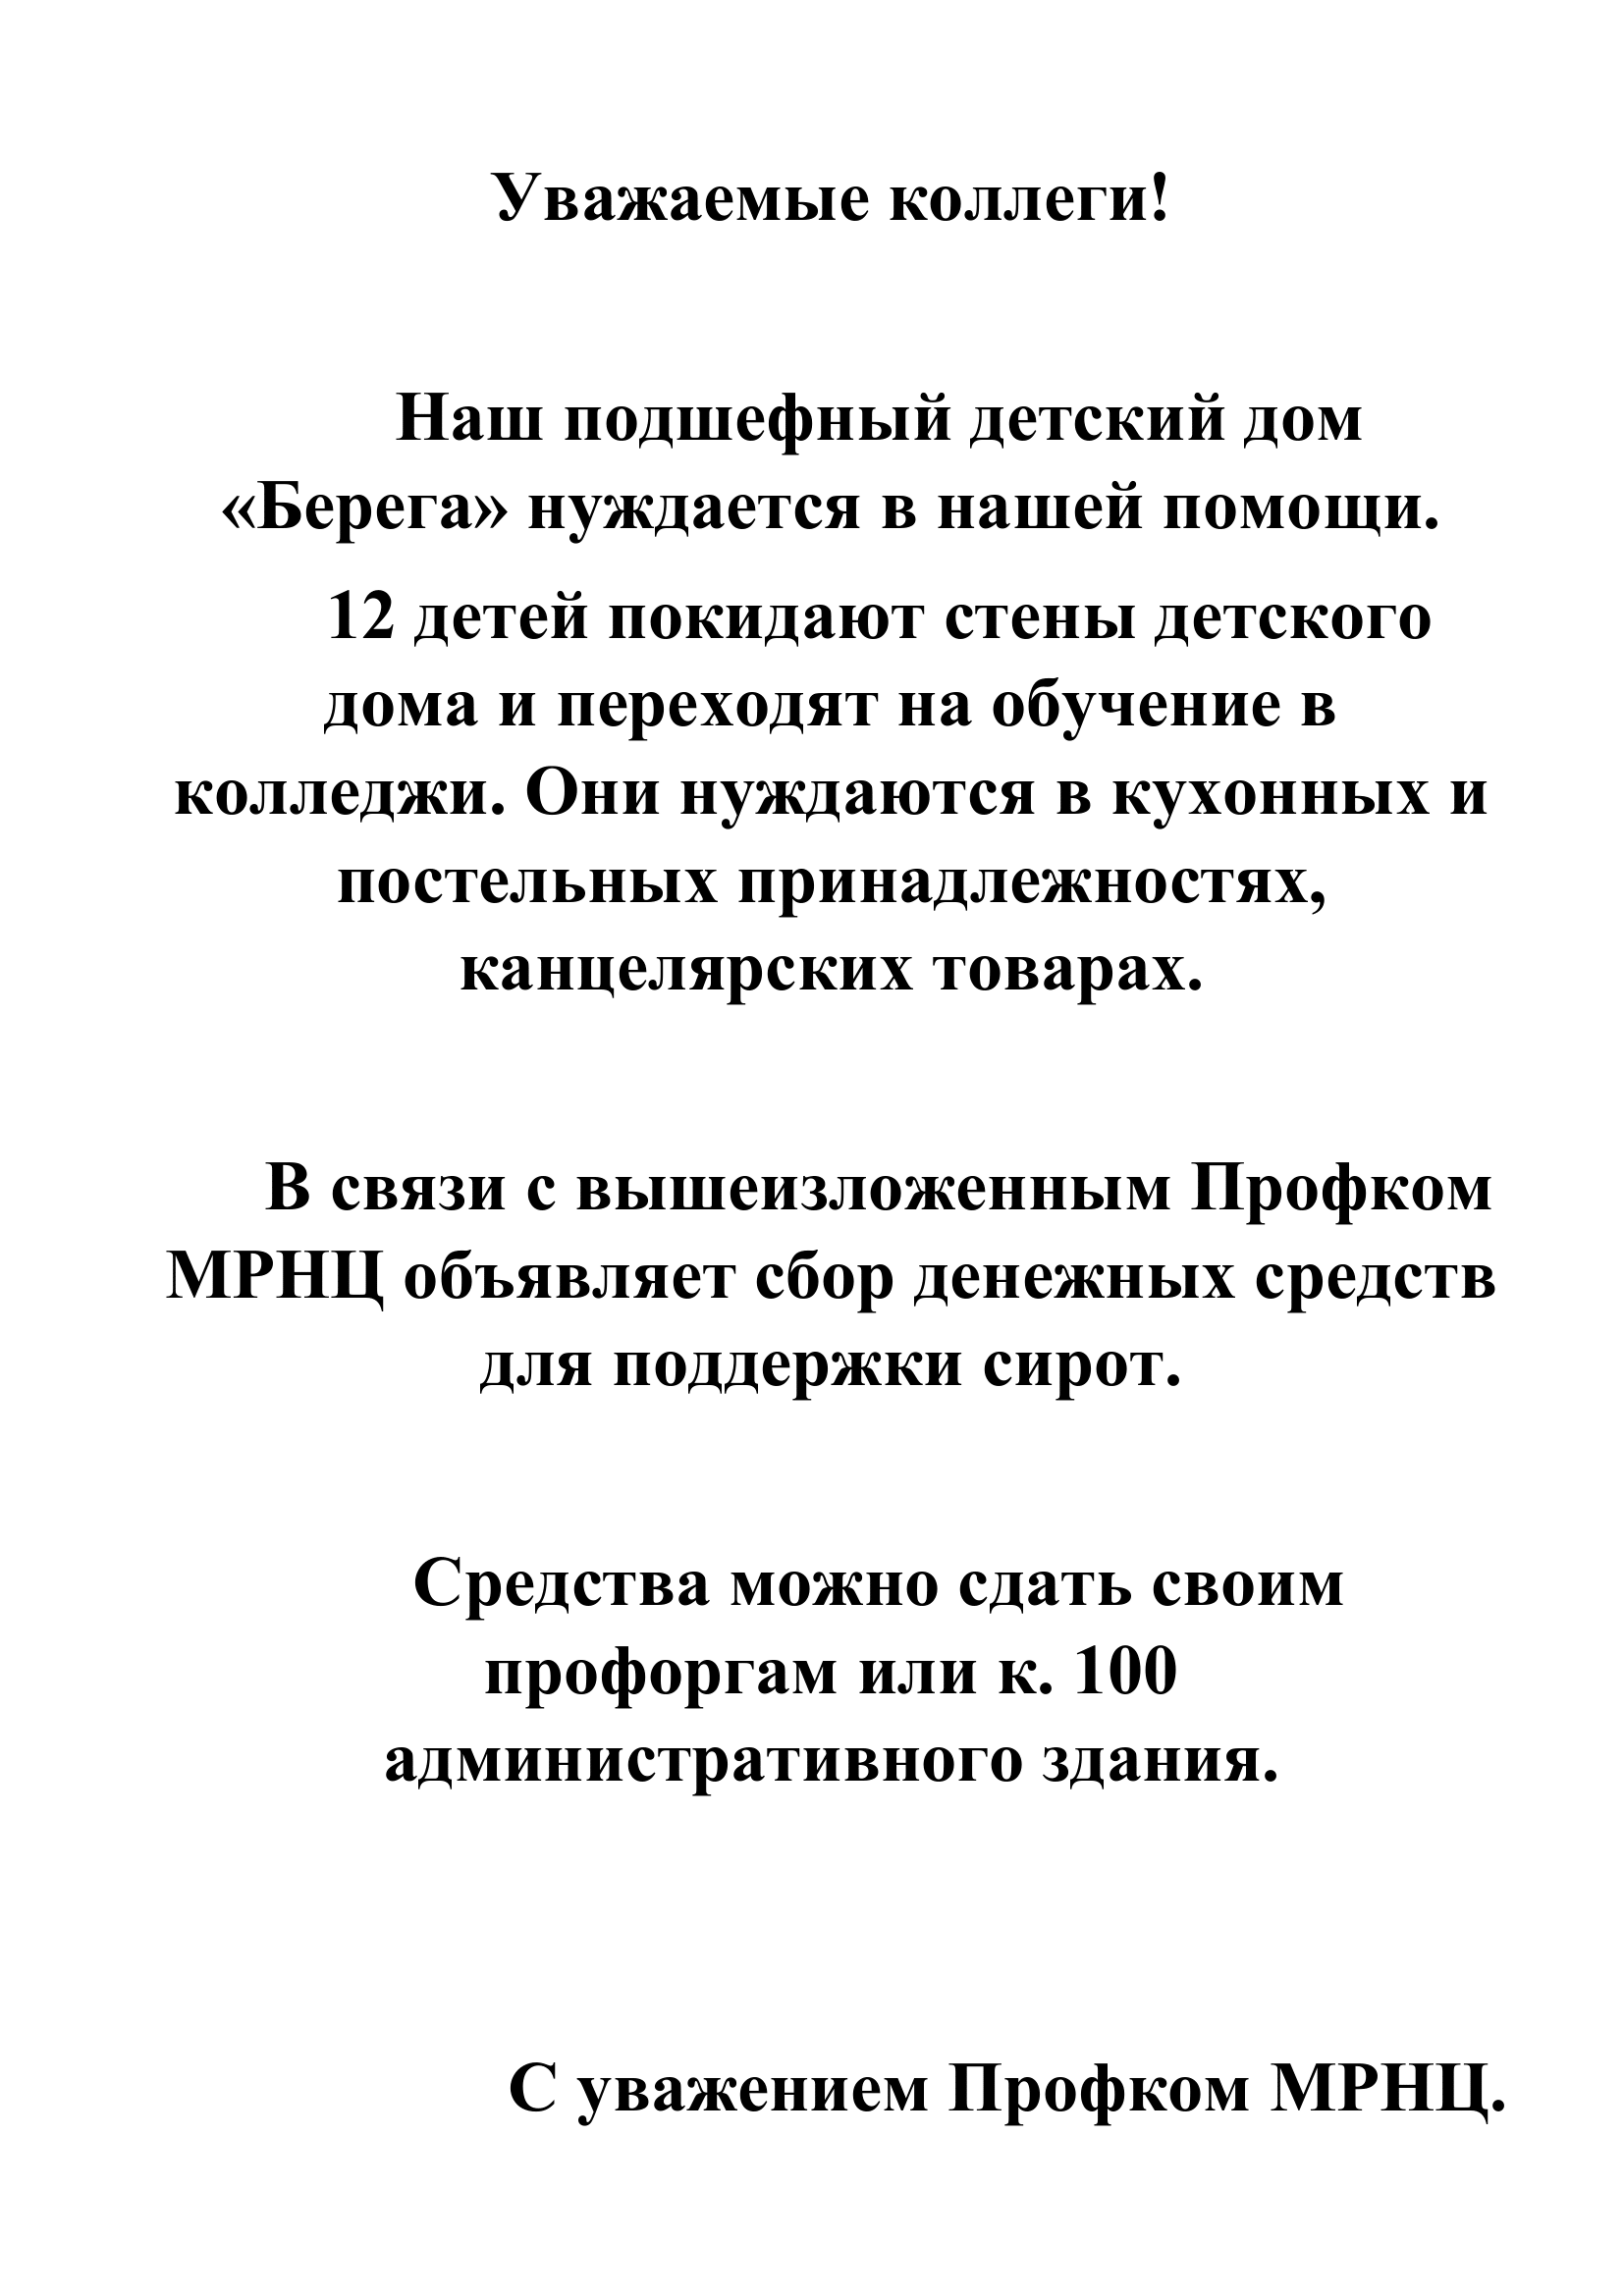 Уважаемые коллеги!
Наш подшефный детский дом
«Берега» нуждается в нашей помощи.
12 детей покидают стены детского
дома и переходят на обучение в
колледжи. Они нуждаются в кухонных и
постельных принадлежностях,
канцелярских товарах.
В связи с вышеизложенным Профком
МРНЦ объявляет сбор денежных средств
для поддержки сирот.
Средства можно сдать своим
профоргам или к. 100
административного здания.
С уважением Профком МРНЦ.